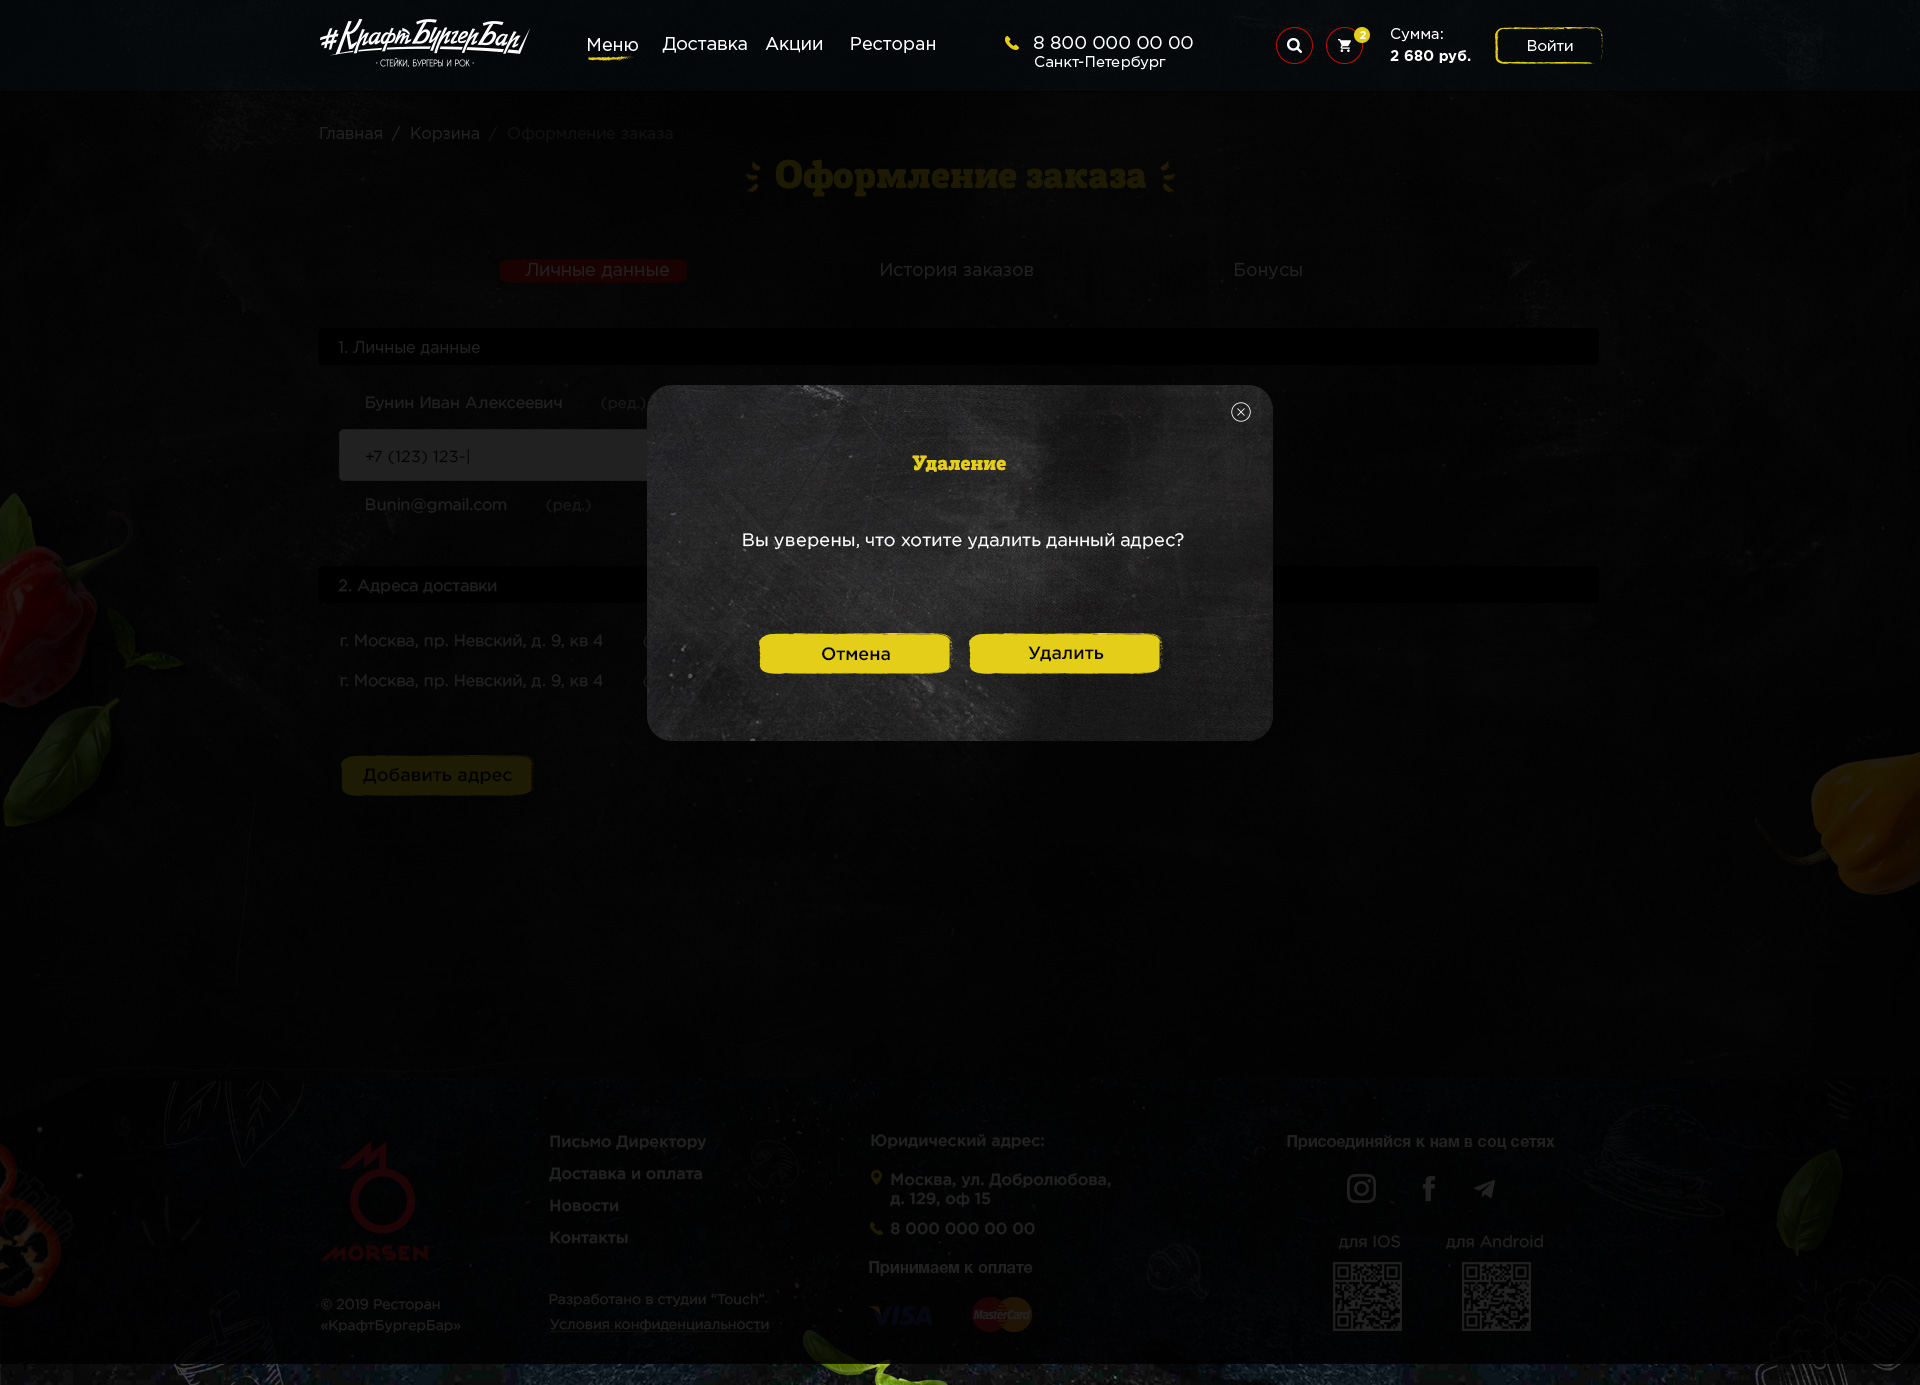 #КрафтБургерБар
· СТЕЙКИ, БУРГЕРЫ И РОК ·
Меню Доставка Акции Ресторан
8 800 000 00 00
Санкт-Петербург
2
Сумма:
2 680 руб.
Войти
Главная / Корзина / Оформление заказа
Оформление заказа
Личные данные История заказов Бонусы
1. Личные данные
Бунин Иван Алексеевич (ред.)
+7 (123) 123-|
Bunin@gmail.com (ред.)
2. Адреса доставки
г. Москва, пр. Невский, д. 9, кв 4
г. Москва, пр. Невский, д. 9, кв 4
Добавить адрес
Удаление
Вы уверены, что хотите удалить данный адрес?
Отмена Удалить
MORSEN
© 2019 Ресторан
«КрафтБургерБар»
Письмо Директору
Доставка и оплата
Новости
Контакты
Разработано в студии "Touch".
Условия конфиденциальности
Юридический адрес:
Москва, ул. Добролюбова,
д. 129, оф 15
8 000 000 00 00
Принимаем к оплате
VISA MasterCard
Присоединяйся к нам в соц сетях
для IOS для Android